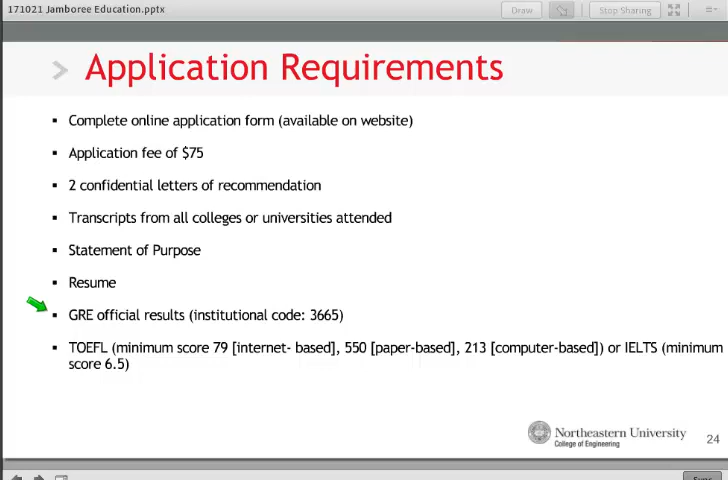 171021 Jamboree Education.pptx
Draw
Stop Sharing
> Application Requirements
▪ Complete online application form (available on website)
▪ Application fee of $75
▪ 2 confidential letters of recommendation
▪ Transcripts from all colleges or universities attended
▪ Statement of Purpose
▪ Resume
▪ GRE official results (institutional code: 3665)
▪ TOEFL (minimum score 79 [internet- based], 550 [paper-based], 213 [computer-based]) or IELTS (minimum
score 6.5)
Northeastern University
College of Engineering
24
Sync